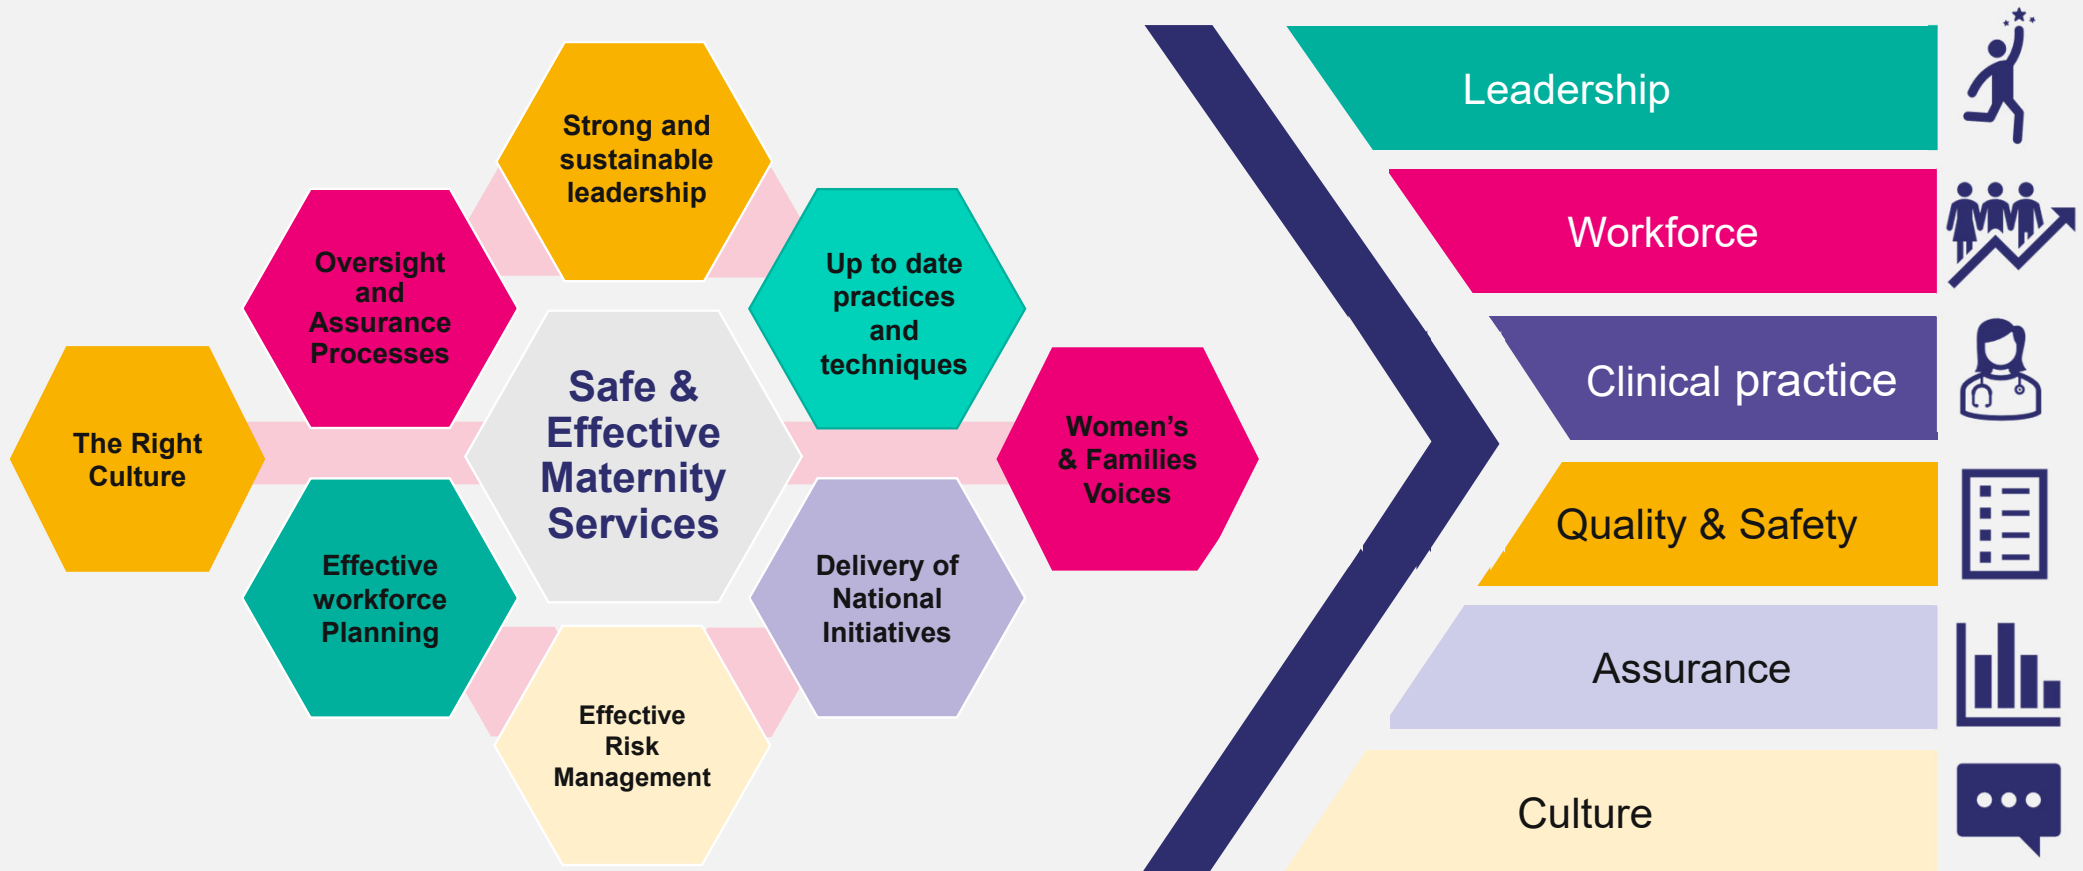 Strong and
sustainable
leadership
Oversight
and
Assurance
Processes
Up to date
practices
and
techniques
The Right
Culture
Safe &
Effective
Maternity
Services
Women's
& Families
Voices
Effective
workforce
Planning
Delivery of
National
Initiatives
Effective
Risk
Management
Leadership
Workforce
Clinical practice
Quality & Safety
Assurance
Culture